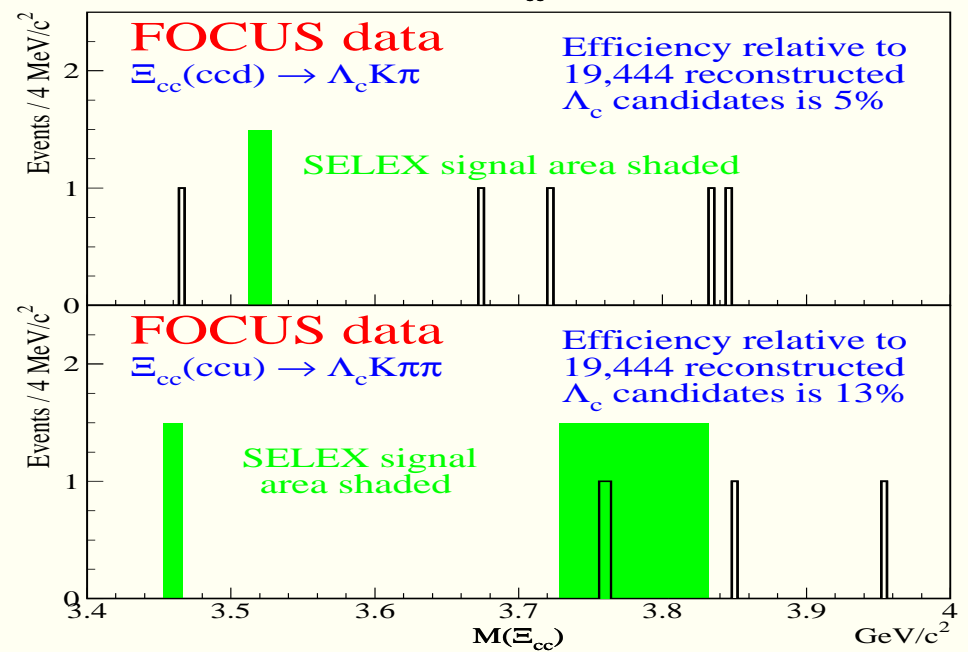 cc
Events / 4 MeV/c²
FOCUS data
Ξcc(ccd) → ΛcKπ
Efficiency relative to
19,444 reconstructed
Λc candidates is 5%
SELEX signal area shaded
2
1
0
Events / 4 MeV/c²
FOCUS data
Ξcc(ccu) → ΛcKππ
Efficiency relative to
19,444 reconstructed
Λc candidates is 13%
SELEX signal
area shaded
2
1
0
3.4 3.5 3.6 3.7 3.8 3.9 4
M(Ξcc) GeV/c²